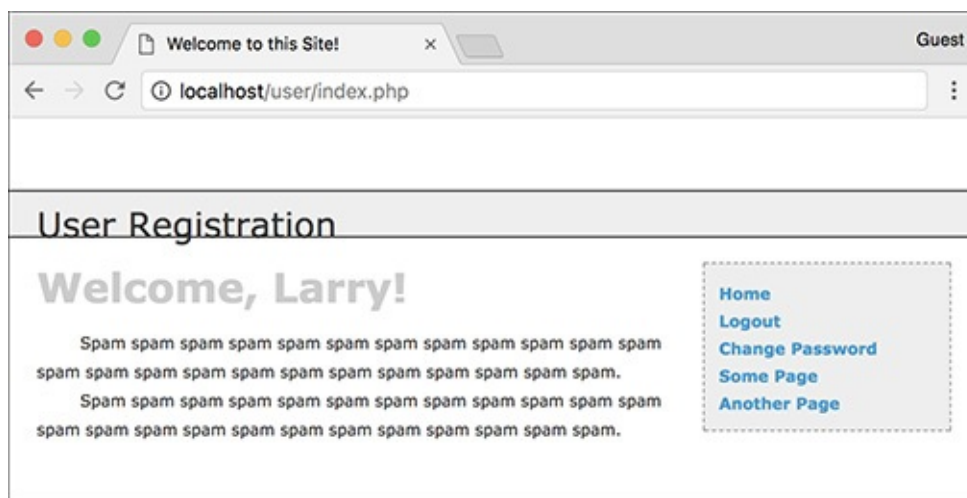 Welcome to this Site!
Guest
localhost/user/index.php
User Registration
Welcome, Larry!
Spam spam spam spam spam spam spam spam spam spam spam spam
spam spam spam spam spam spam spam spam spam spam spam spam.
Spam spam spam spam spam spam spam spam spam spam spam spam
spam spam spam spam spam spam spam spam spam spam spam spam.
Home
Logout
Change Password
Some Page
Another Page